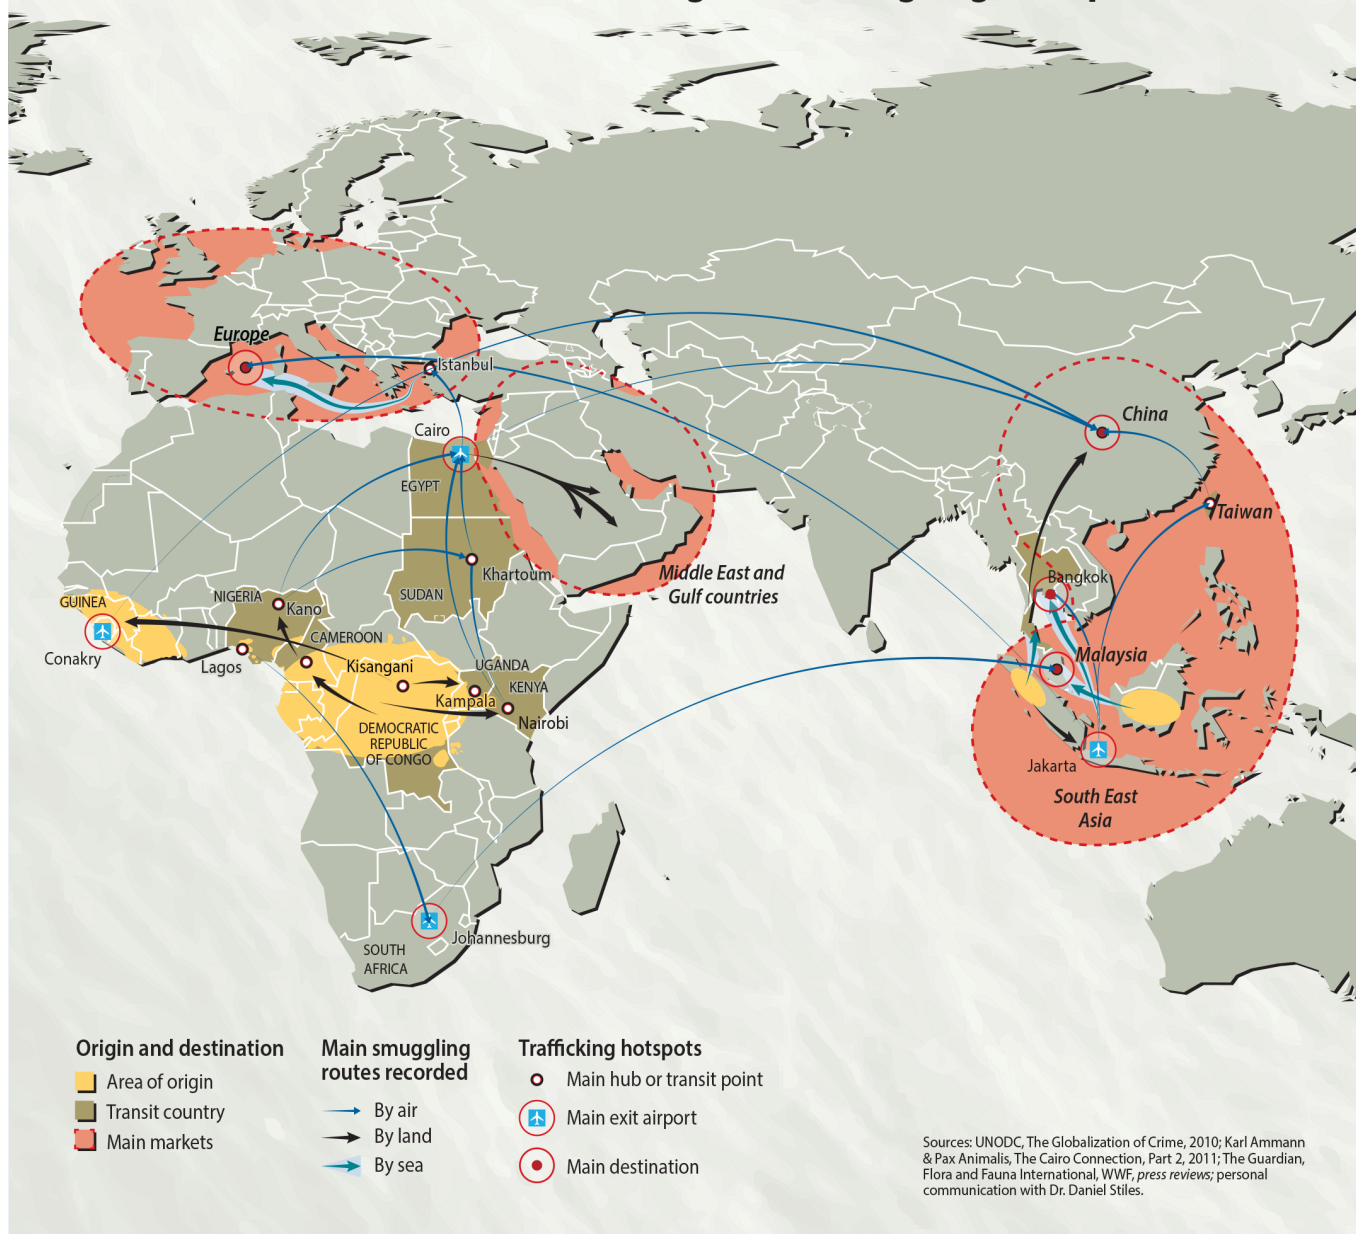 Europe
Istanbul
China
Cairo
EGYPT
Taiwan
Khartoum
Middle East and
Gulf countries
Bangkok
SUDAN
NIGERIA
Kano
GUINEA
CAMEROON
Conakry
Lagos
Kisangani
UGANDA
KENYA
Kampala
Nairobi
Malaysia
DEMOCRATIC
REPUBLIC
OF CONGO
Jakarta
South East
Asia
Johannesburg
SOUTH
AFRICA
Origin and destination
Area of origin
Transit country
Main markets
Main smuggling
routes recorded
By air
By land
By sea
Trafficking hotspots
Main hub or transit point
Main exit airport
Main destination
Sources: UNODC, The Globalization of Crime, 2010; Karl Ammann
& Pax Animalis, The Cairo Connection, Part 2, 2011; The Guardian,
Flora and Fauna International, WWF, press reviews; personal
communication with Dr. Daniel Stiles.